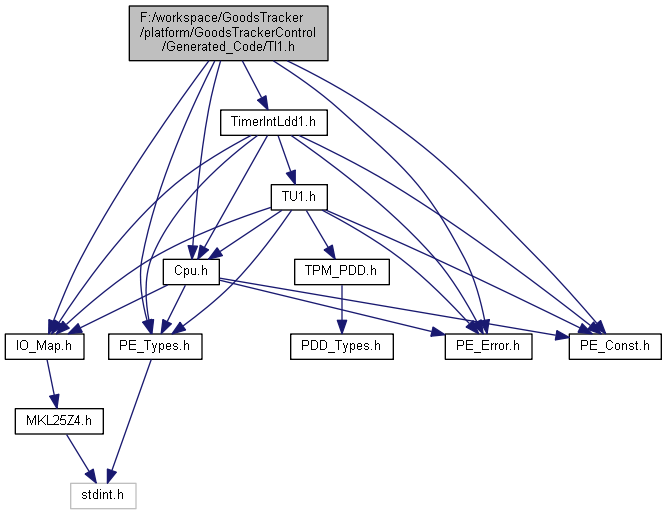 F:/workspace/GoodsTracker
/platform/GoodsTrackerControl
/Generated_Code/TI1.h
TimerIntLdd1.h
TU1.h
Cpu.h
TPM_PDD.h
IO_Map.h
PE_Types.h
PDD_Types.h
PE_Error.h
PE_Const.h
MKL25Z4.h
stdint.h